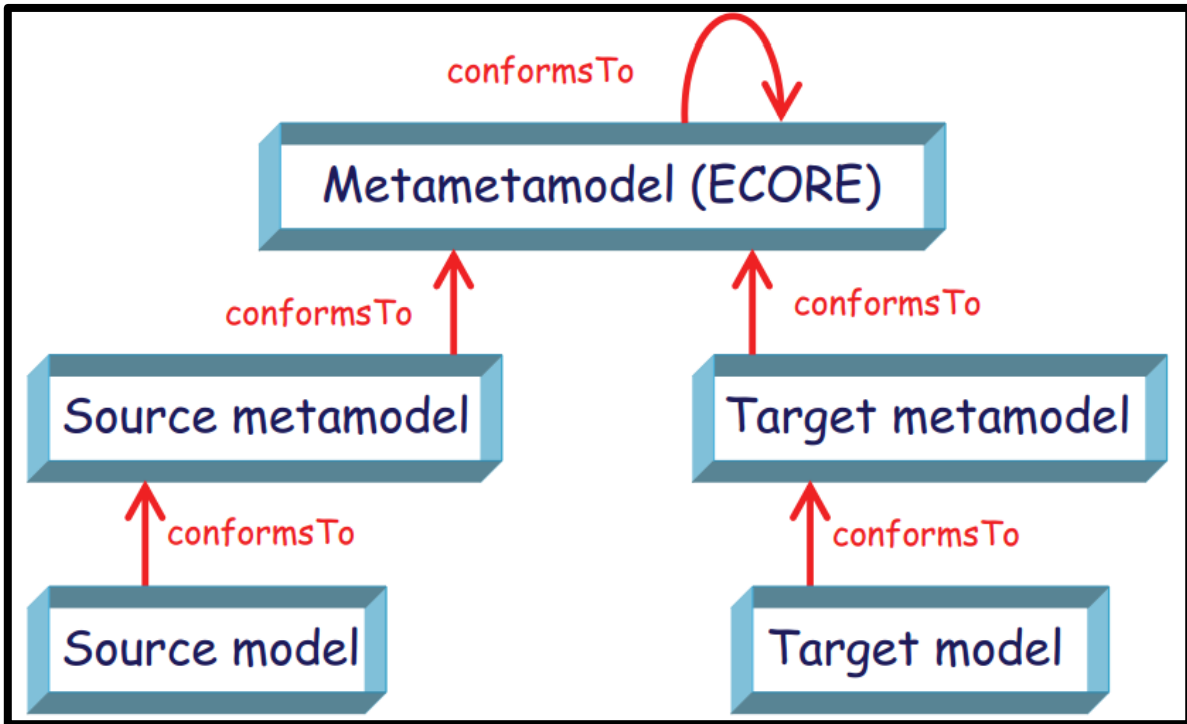 conformsTo
Metametamodel (ECORE)
conformsTo
conformsTo
Source metamodel
Target metamodel
conformsTo
conformsTo
Source model
Target model